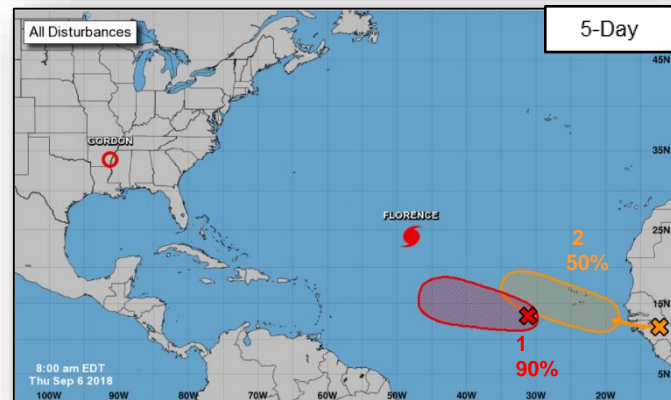 All Disturbances
5-Day
45N
GORDON
35N
FLORENCE
25N
2
50%
15N
1
90%
8:00 am EDT
Thu Sep 6 2018
5N
100W 90W 80W 70W 60W 50W 40W 30W 20W